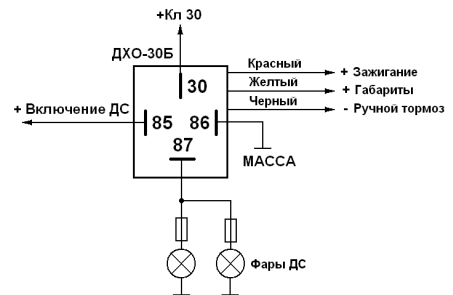 +Кл 30
ДХО-30Б
Красный
+ Зажигание
30
Желтый
+ Габариты
Черный
- Ручной тормоз
+ Включение ДС
85
86
87
МАССА
Фары ДС